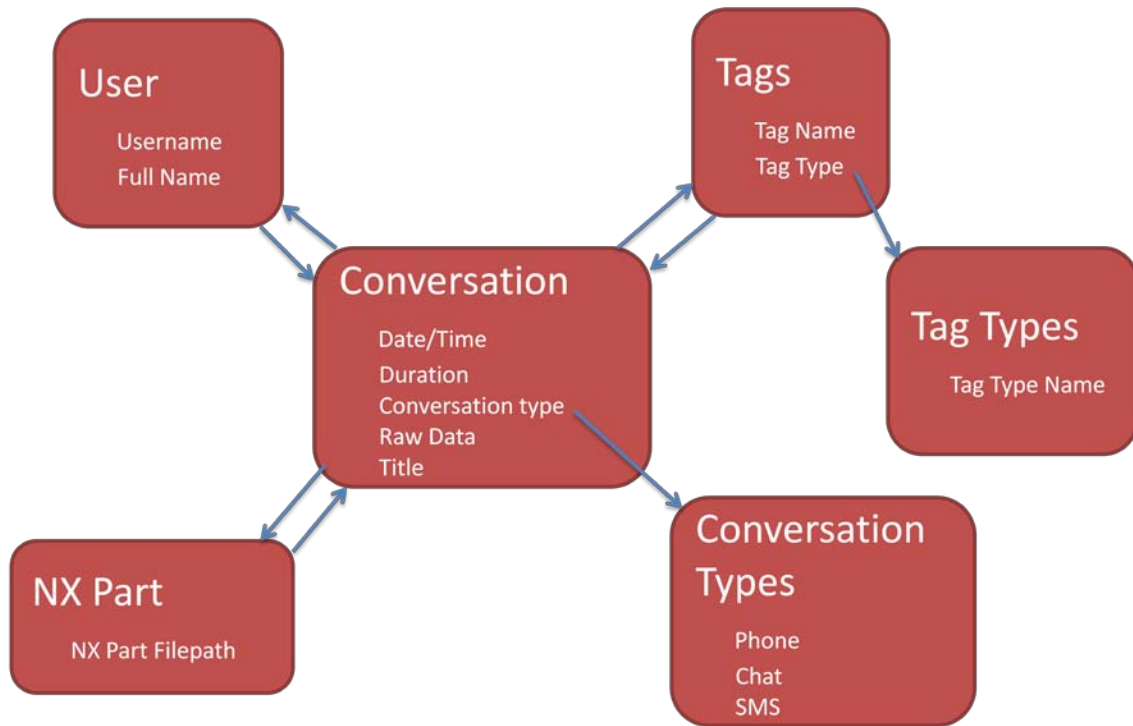 User
Username
Full Name
Tags
Tag Name
Tag Type
Conversation
Date/Time
Duration
Conversation type
Raw Data
Title
Tag Types
Tag Type Name
NX Part
NX Part Filepath
Conversation
Types
Phone
Chat
SMS